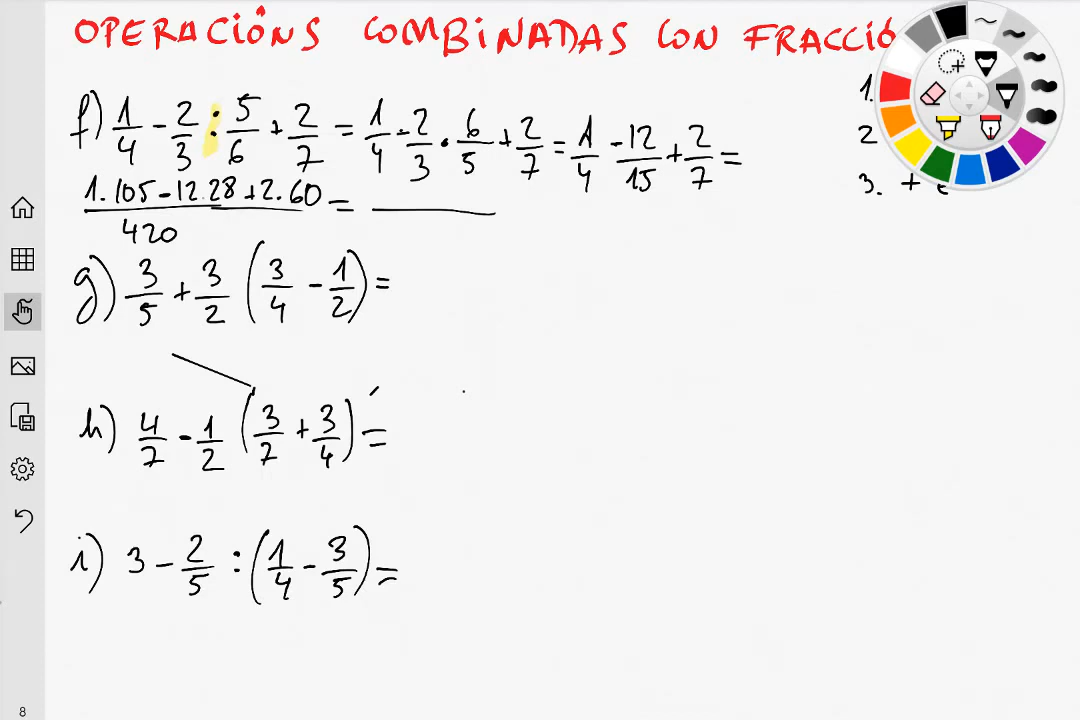 OPERACIÓNS COMBINADAS CON FRACCIÓ
1.
2
3. + e
f) 1/4 - 2/3 : 5/6 + 2/7 = 1/4 - 2/3 · 6/5 + 2/7 = 1/4 - 12/15 + 2/7 =
1.105 - 12.28 + 2.60 / 420 = 
g) 3/5 + 3/2 (3/4 - 1/2) =
h) 4/7 - 1/2 (3/7 + 3/4) =
i) 3 - 2/5 : (1/4 - 3/5) =
8